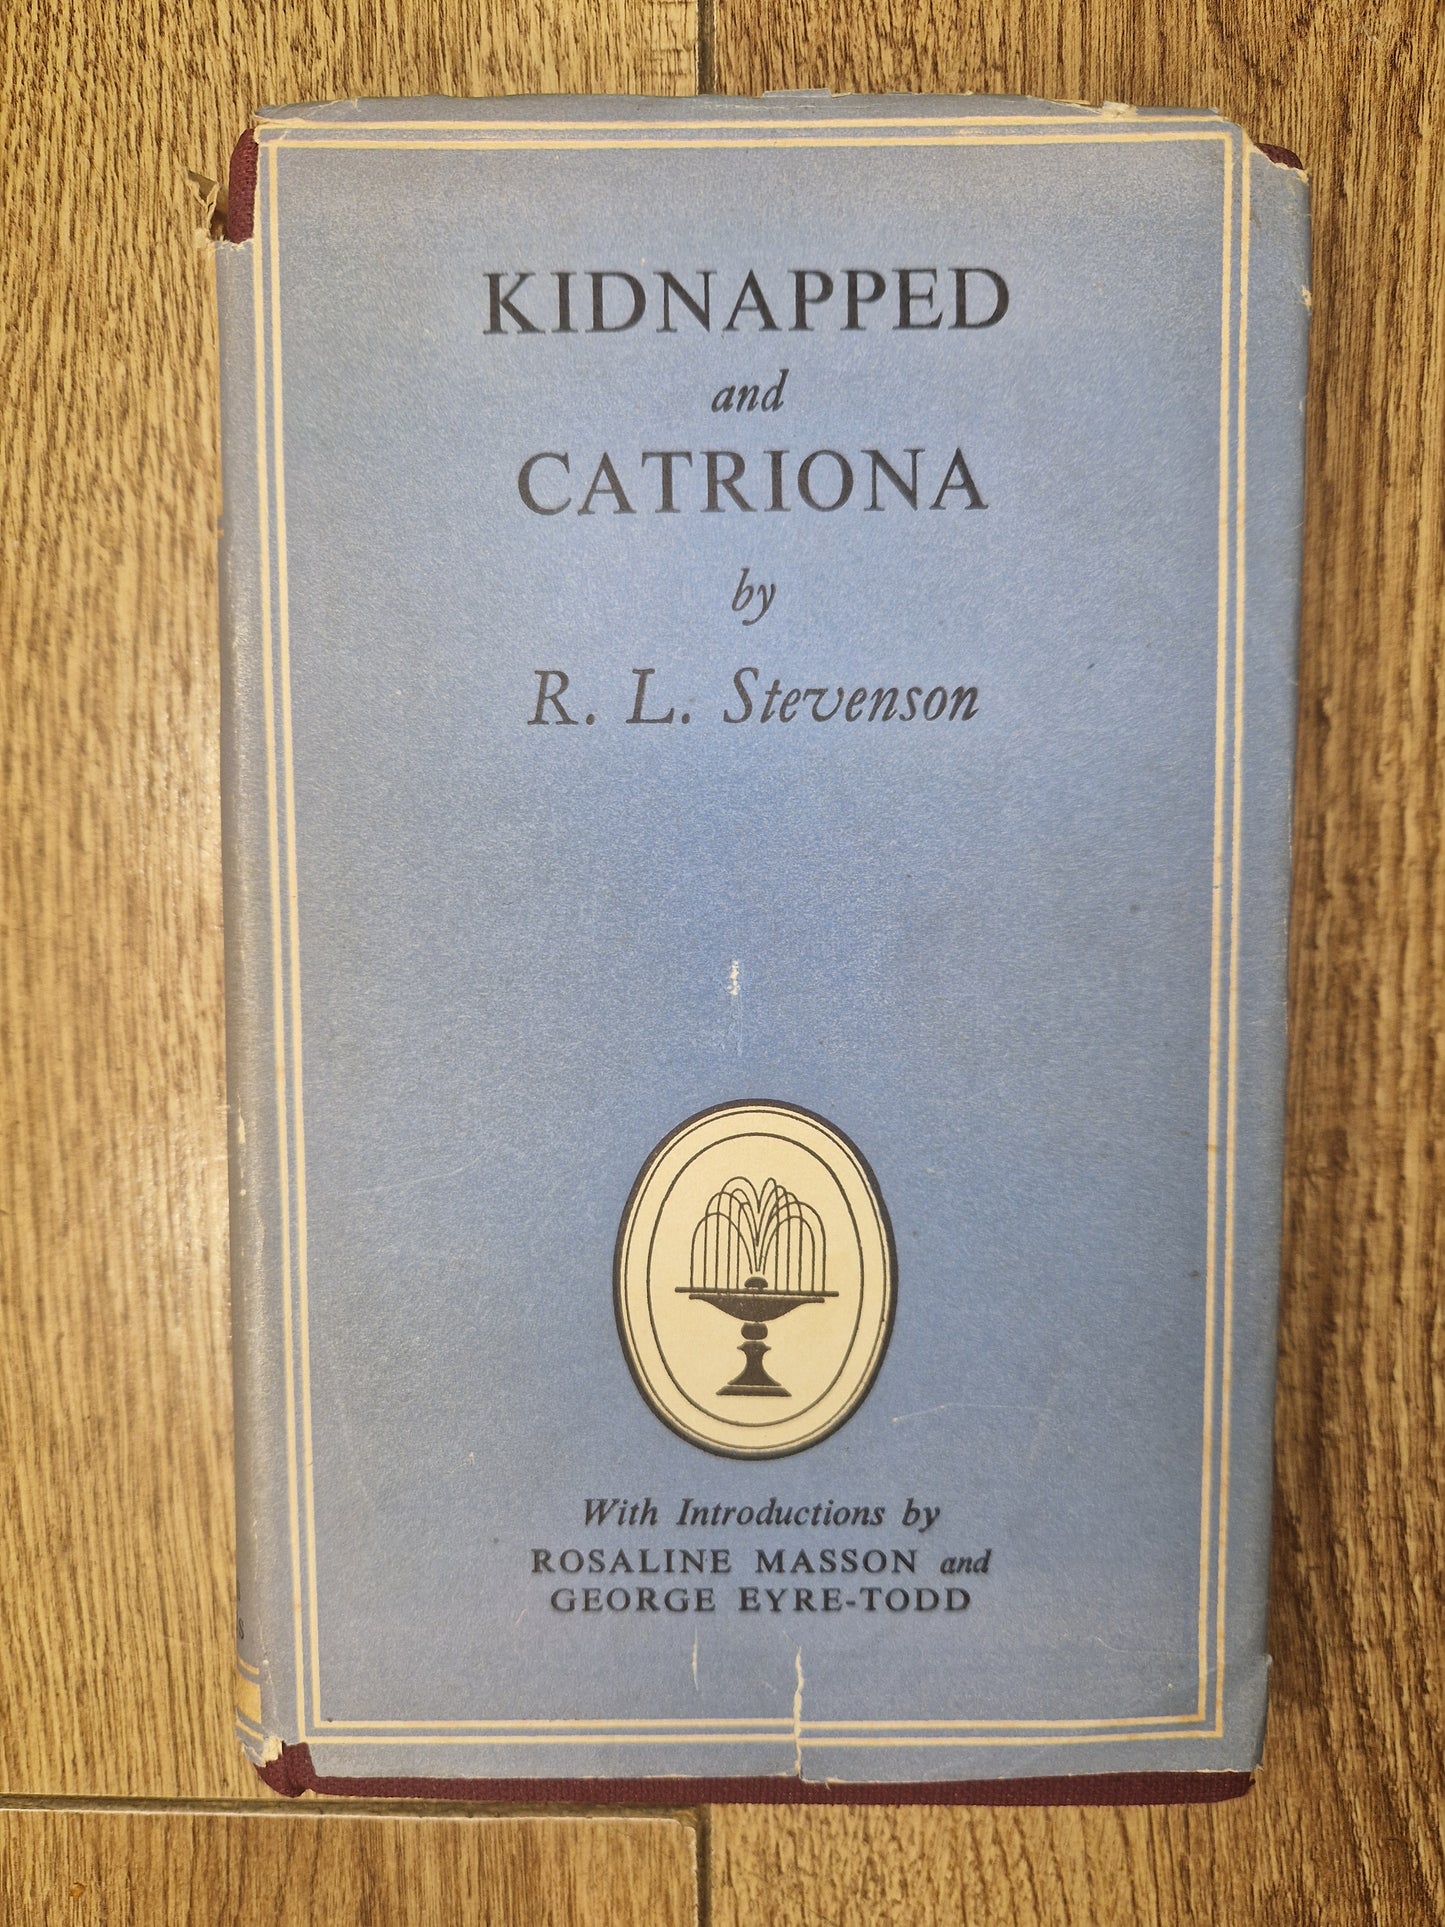 KIDNAPPED
and
CATRIONA
by
R. L. Stevenson
With Introductions by
ROSALINE MASSON and
GEORGE EYRE-TODD